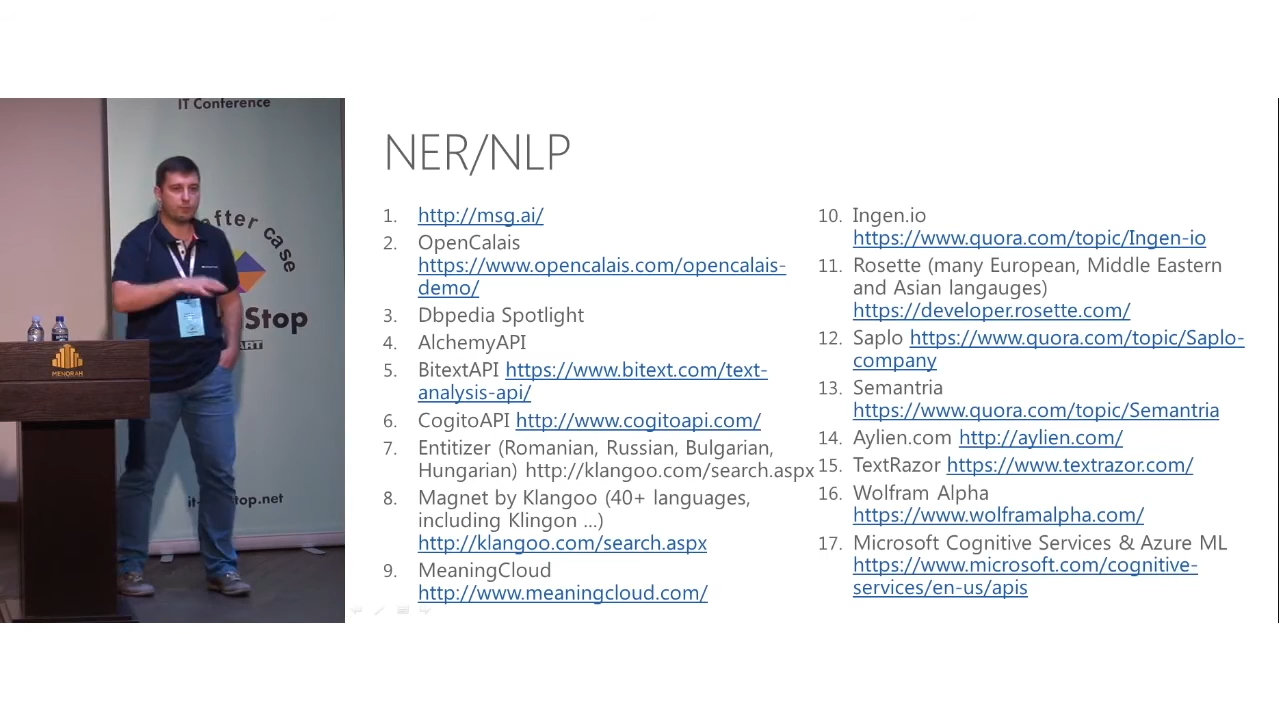 IT Conference
after case
Stop
ART
MENORAH
it- stop.net
NER/NLP
1. http://msg.ai/
2. OpenCalais
https://www.opencalais.com/opencalais-
demo/
3. Dbpedia Spotlight
4. AlchemyAPI
5. BitextAPI https://www.bitext.com/text-
analysis-api/
6. CogitoAPI http://www.cogitoapi.com/
7. Entitizer (Romanian, Russian, Bulgarian,
Hungarian) http://klangoo.com/search.aspx
8. Magnet by Klangoo (40+ languages,
including Klingon ...)
http://klangoo.com/search.aspx
9. MeaningCloud
http://www.meaningcloud.com/
10. Ingen.io
https://www.quora.com/topic/Ingen-io
11. Rosette (many European, Middle Eastern
and Asian langauges)
https://developer.rosette.com/
12. Saplo https://www.quora.com/topic/Saplo-
company
13. Semantria
https://www.quora.com/topic/Semantria
14. Aylien.com http://aylien.com/
15. TextRazor https://www.textrazor.com/
16. Wolfram Alpha
https://www.wolframalpha.com/
17. Microsoft Cognitive Services & Azure ML
https://www.microsoft.com/cognitive-
services/en-us/apis